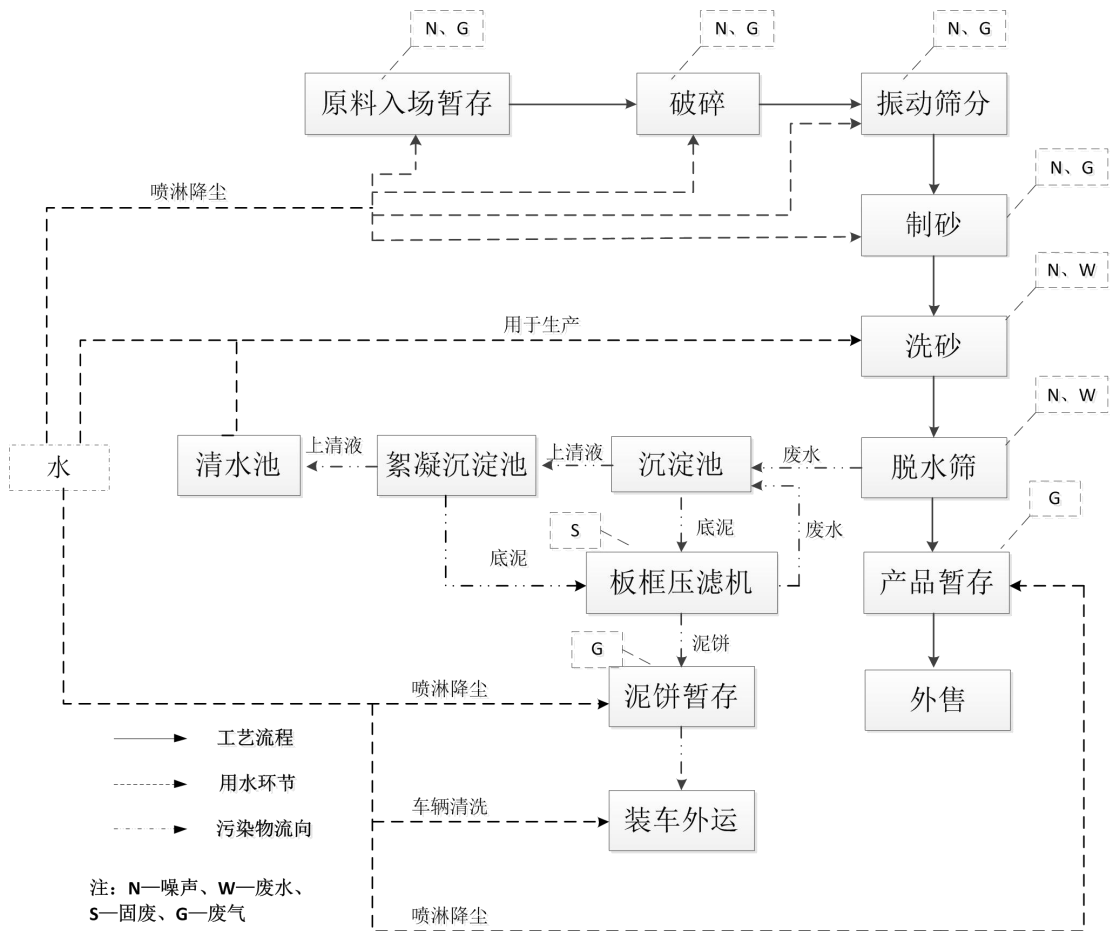 N、G
N、G
N、G
原料入场暂存
破碎
振动筛分
N、G
喷淋降尘
制砂
N、W
用于生产
洗砂
N、W
水
清水池
上清液
絮凝沉淀池
上清液
沉淀池
废水
脱水筛
G
S
底泥
底泥
废水
板框压滤机
产品暂存
泥饼
G
喷淋降尘
泥饼暂存
外售
工艺流程
用水环节
车辆清洗
装车外运
污染物流向
注：N—噪声、W—废水、
S—固废、G—废气
喷淋降尘